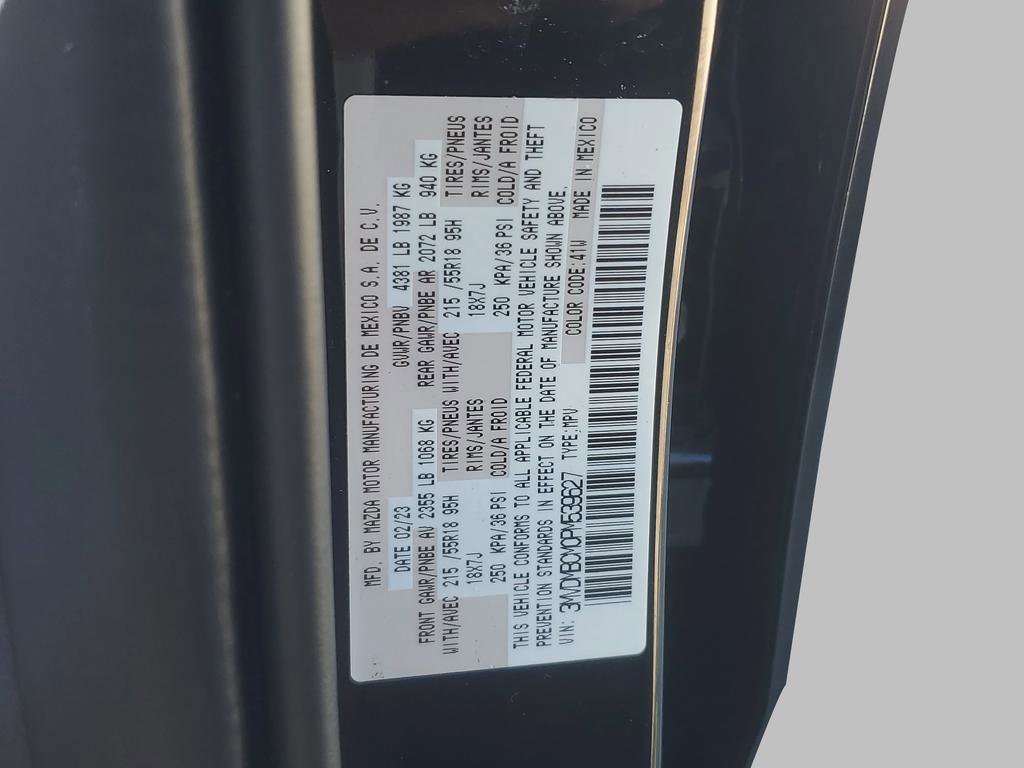 MFD. BY MAZDA MOTOR MANUFACTURING DE MEXICO S.A. DE C.V.
DATE 02/23 GVWR/PNBV 4381 LB 1987 KG
FRONT GAWR/PNBE AV 2355 LB 1068 KG REAR GAWR/PNBE AR 2072 LB 940 KG
WITH/AVEC 215 /55R18 95H TIRES/PNEUS WITH/AVEC 215 /55R18 95H TIRES/PNEUS
18X7J RIMS/JANTES 18X7J RIMS/JANTES
250 KPA/36 PSI COLD/A FROID 250 KPA/36 PSI COLD/A FROID
THIS VEHICLE CONFORMS TO ALL APPLICABLE FEDERAL MOTOR VEHICLE SAFETY AND THEFT
PREVENTION STANDARDS IN EFFECT ON THE DATE OF MANUFACTURE SHOWN ABOVE.
VIN: 3MVDMBCM0PM539627 TYPE:MPV COLOR CODE:41W MADE IN MEXICO